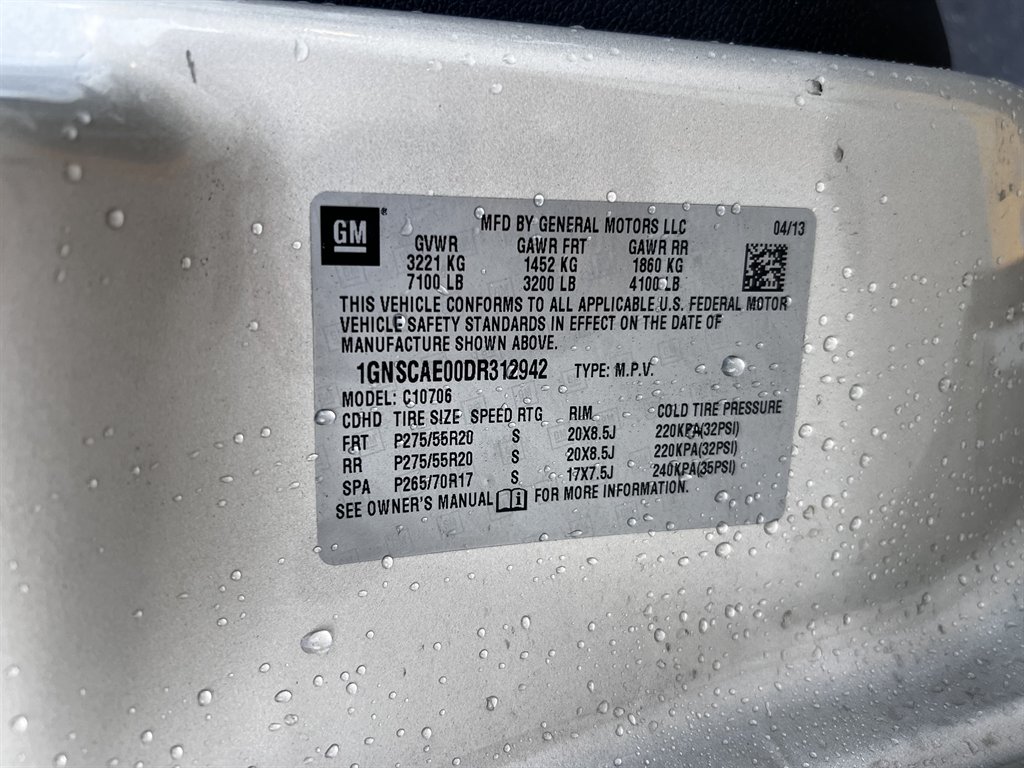 GM ®
MFD BY GENERAL MOTORS LLC 04/13
GVWR GAWR FRT GAWR RR
3221 KG 1452 KG 1860 KG
7100 LB 3200 LB 4100 LB
THIS VEHICLE CONFORMS TO ALL APPLICABLE U.S. FEDERAL MOTOR
VEHICLE SAFETY STANDARDS IN EFFECT ON THE DATE OF
MANUFACTURE SHOWN ABOVE.
1GNSCAE00DR312942 TYPE: M.P.V.
MODEL: C10706
CDHD TIRE SIZE SPEED RTG RIM COLD TIRE PRESSURE
FRT P275/55R20 S 20X8.5J 220KPA(32PSI)
RR P275/55R20 S 20X8.5J 220KPA(32PSI)
SPA P265/70R17 S 17X7.5J 240KPA(35PSI)
SEE OWNER'S MANUAL i FOR MORE INFORMATION.